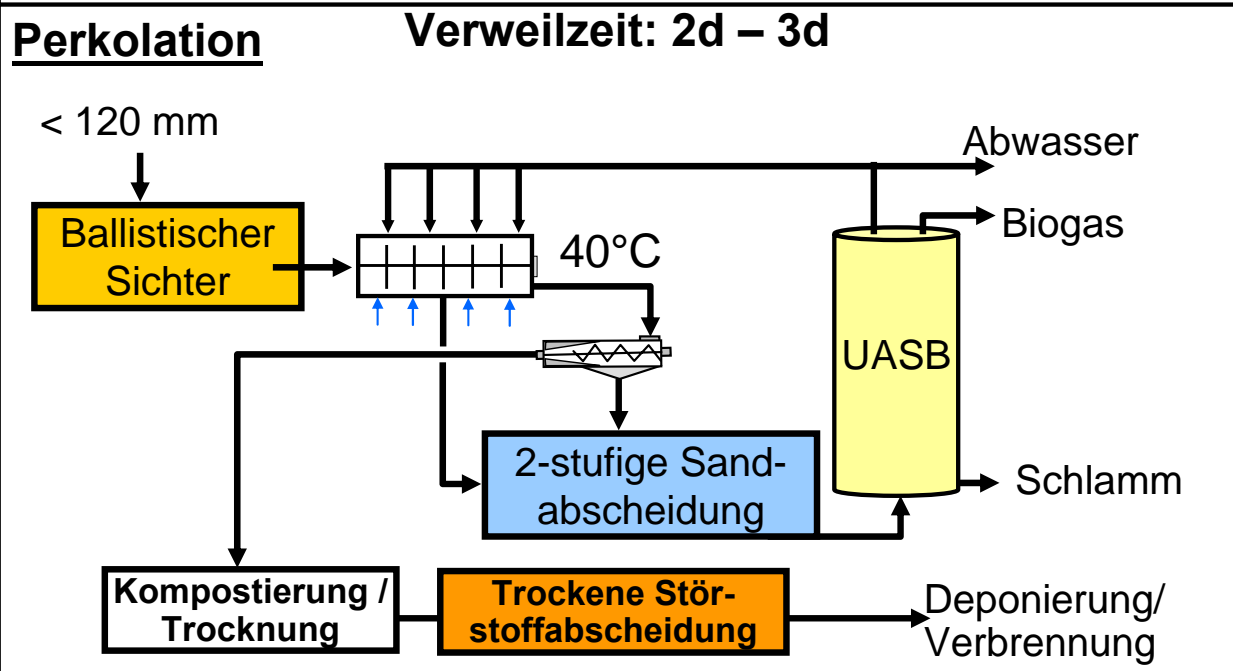 Perkolation
Verweilzeit: 2d – 3d
< 120 mm
Abwasser
Ballistischer
Sichter
40°C
Biogas
UASB
2-stufige Sand-
abscheidung
Schlamm
Kompostierung /
Trocknung
Trockene Stör-
stoffabscheidung
Deponierung/
Verbrennung